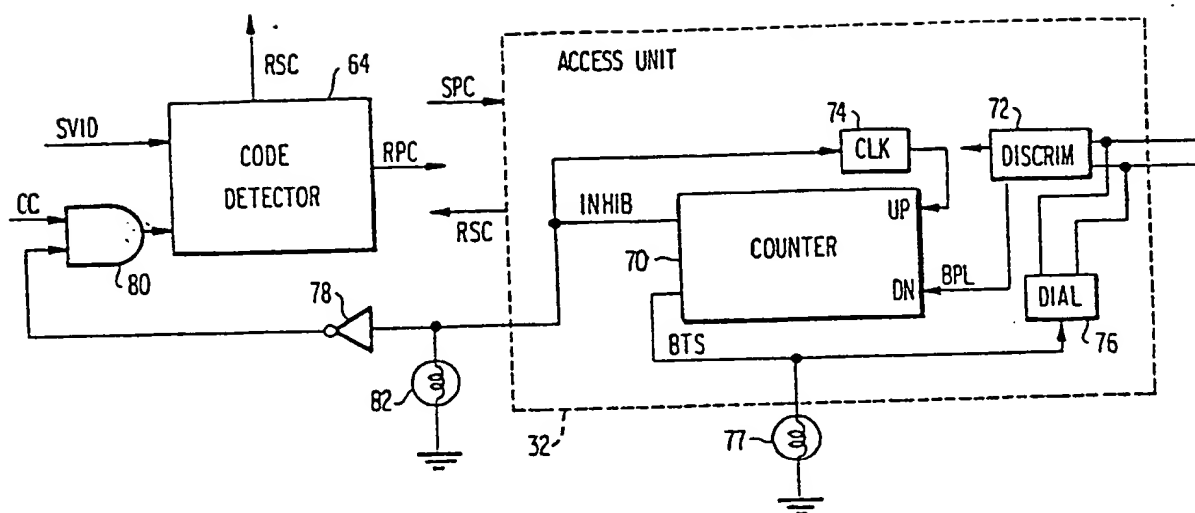 RSC
64
ACCESS UNIT
SPC
SVID
74
72
CODE
DETECTOR
RPC
CLK
DISCRIM
CC
INHIB
UP
RSC
COUNTER
70
80
BPL
78
DN
DIAL
BTS
76
82
32
77